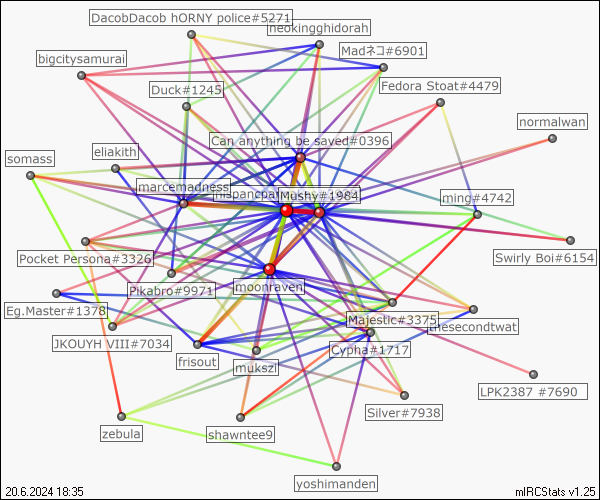 DacobDacob hORNY police#5271
neokingghidorah
Madネコ#6901
bigcitysamurai
Fedora Stoat#4479
Duck#1245
normalwan
Can anything be saved#0396
eliakith
somass
marcemadness
Mushy#1984
ming#4742
Pocket Persona#3326
Swirly Boi#6154
Pikabro#9971
moonraven
Eg.Master#1378
Majestic#3375
thesecondtwat
JKOUYH VIII#7034
Cypha#1717
frisout
mukszi
LPK2387 #7690
Silver#7938
zebula
shawntee9
yoshimanden
20.6.2024 18:35
mIRCStats v1.25